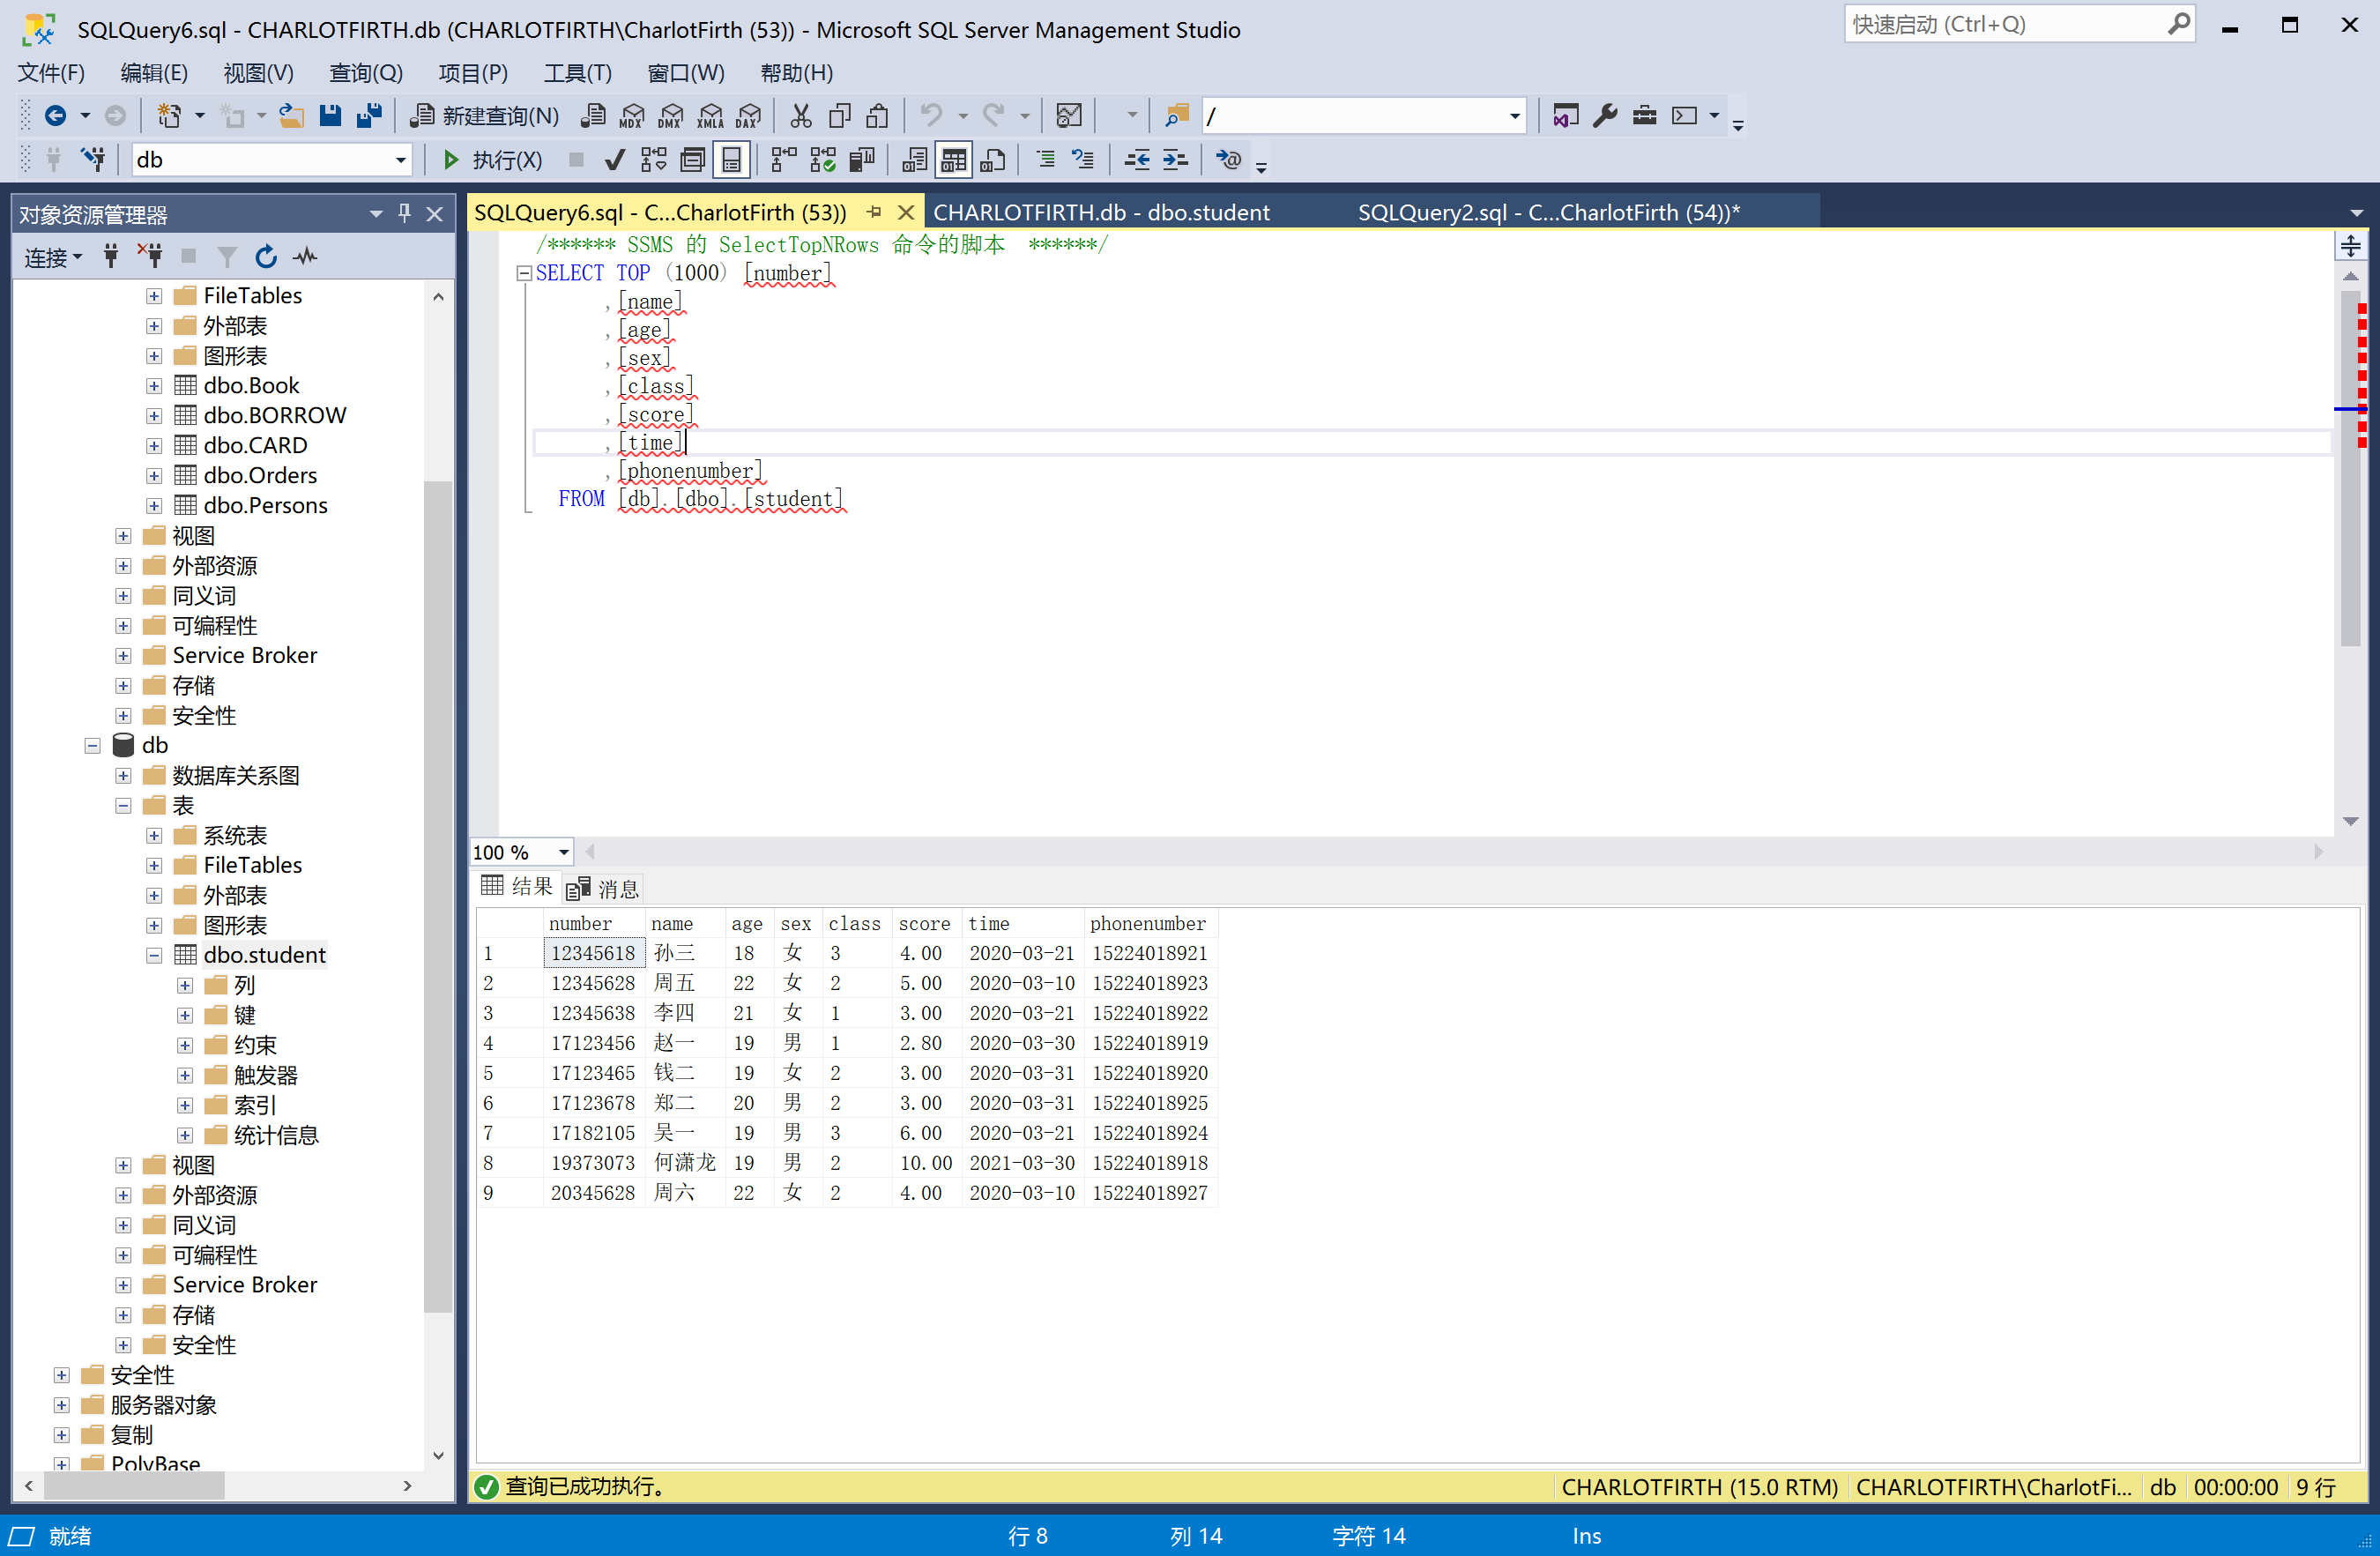 SQLQuery6.sql - CHARLOTFIRTH.db (CHARLOTFIRTH\CharlotFirth (53)) - Microsoft SQL Server Management Studio
快速启动 (Ctrl+Q)
文件(F) 编辑(E) 视图(V) 查询(Q) 项目(P) 工具(T) 窗口(W) 帮助(H)
新建查询(N) MDX DMX XMLA DAX /
db 执行(X)
对象资源管理器
连接
FileTables
外部表
图形表
dbo.Book
dbo.BORROW
dbo.CARD
dbo.Orders
dbo.Persons
视图
外部资源
同义词
可编程性
Service Broker
存储
安全性
db
数据库关系图
表
系统表
FileTables
外部表
图形表
dbo.student
列
键
约束
触发器
索引
统计信息
视图
外部资源
同义词
可编程性
Service Broker
存储
安全性
安全性
服务器对象
复制
PolyBase
SQLQuery6.sql - C...CharlotFirth (53)) CHARLOTFIRTH.db - dbo.student SQLQuery2.sql - C...CharlotFirth (54))*
/****** SSMS 的 SelectTopNRows 命令的脚本 ******/
SELECT TOP (1000) [number]
,[name]
,[age]
,[sex]
,[class]
,[score]
,[time]
,[phonenumber]
FROM [db].[dbo].[student]
100 %
结果 消息
number name age sex class score time phonenumber
1 12345618 孙三 18 女 3 4.00 2020-03-21 15224018921
2 12345628 周五 22 女 2 5.00 2020-03-10 15224018923
3 12345638 李四 21 女 1 3.00 2020-03-21 15224018922
4 17123456 赵一 19 男 1 2.80 2020-03-30 15224018919
5 17123465 钱二 19 女 2 3.00 2020-03-31 15224018920
6 17123678 郑二 20 男 2 3.00 2020-03-31 15224018925
7 17182105 吴一 19 男 3 6.00 2020-03-21 15224018924
8 19373073 何潇龙 19 男 2 10.00 2021-03-30 15224018918
9 20345628 周六 22 女 2 4.00 2020-03-10 15224018927
查询已成功执行。 CHARLOTFIRTH (15.0 RTM) CHARLOTFIRTH\CharlotFi... db 00:00:00 9 行
就绪 行 8 列 14 字符 14 Ins